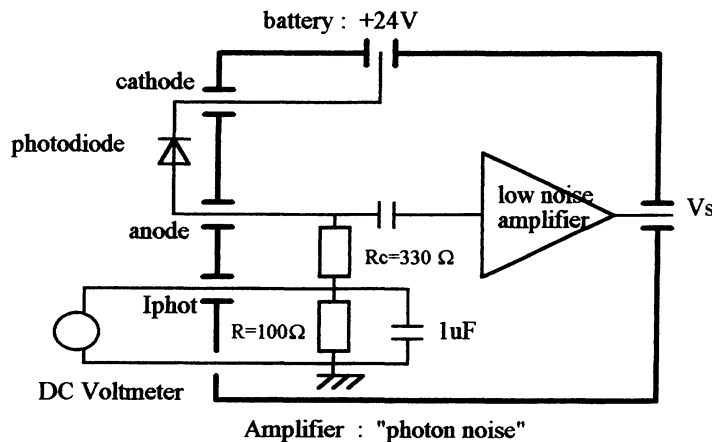 battery : +24V
cathode
photodiode
low noise
amplifier
Vs
anode
Rc=330 Ω
Iphot
R=100Ω
1uF
DC Voltmeter
Amplifier : "photon noise"